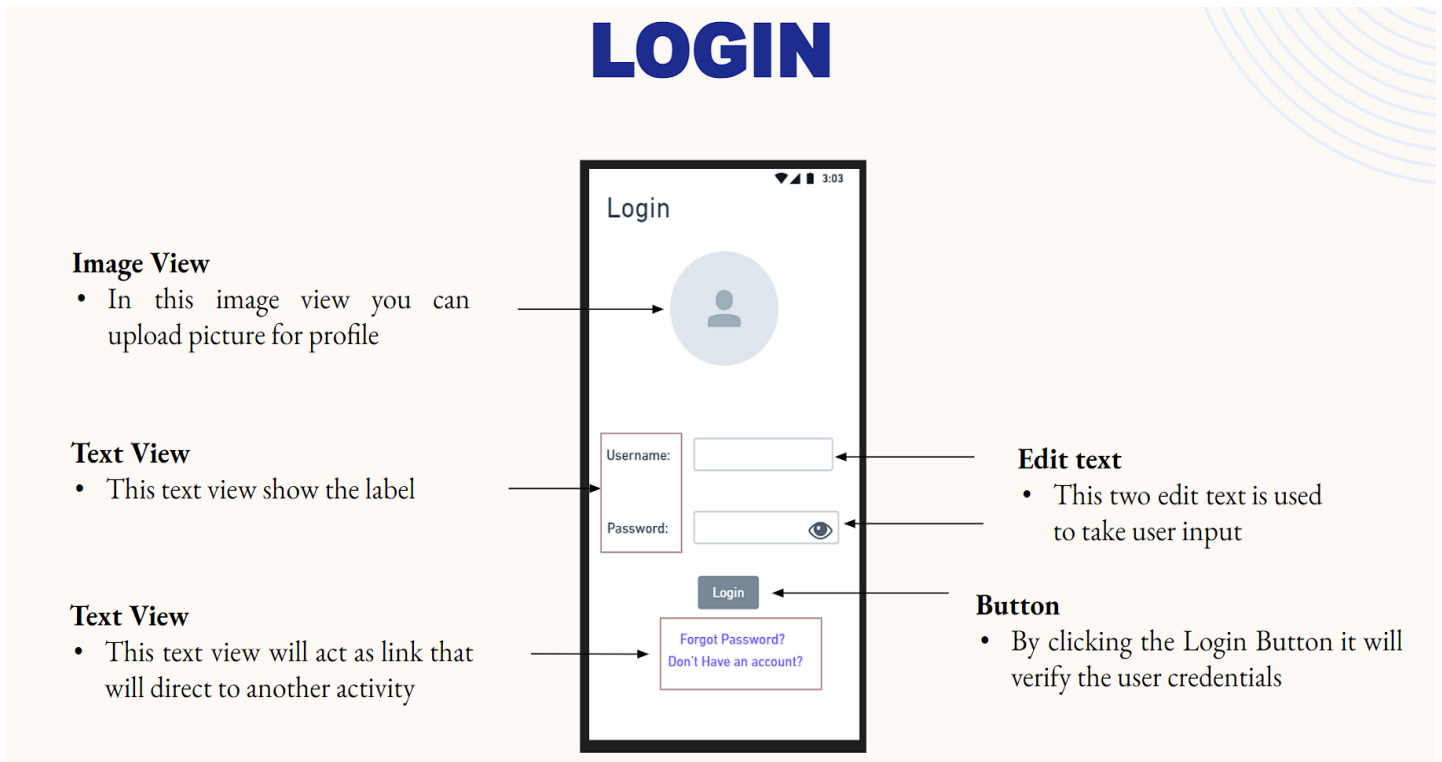 LOGIN
3:03
Login
Image View
• In this image view you can
upload picture for profile
Text View
• This text view show the label
Username:
Password:
Edit text
• This two edit text is used
to take user input
Login
Button
• By clicking the Login Button it will
verify the user credentials
Text View
• This text view will act as link that
will direct to another activity
Forgot Password?
Don't Have an account?